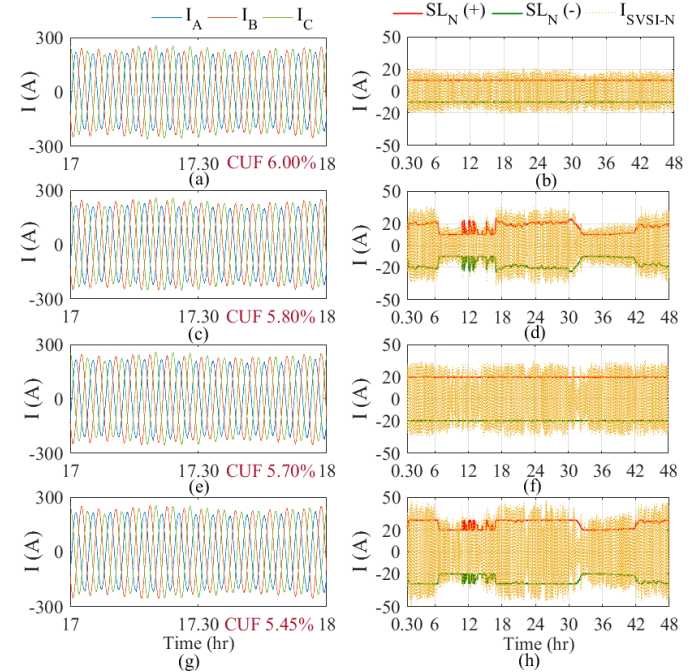 I_A I_B I_C
SL_N (+) SL_N (-) I_SVSI-N
300
0
-300
I (A)
17 17.30 18
CUF 6.00%
(a)
50
20
0
-20
-50
I (A)
0.30 6 12 18 24 30 36 42 48
(b)
300
0
-300
I (A)
17 17.30 18
CUF 5.80%
(c)
50
20
0
-20
-50
I (A)
0.30 6 12 18 24 30 36 42 48
(d)
300
0
-300
I (A)
17 17.30 18
CUF 5.70%
(e)
50
20
0
-20
-50
I (A)
0.30 6 12 18 24 30 36 42 48
(f)
300
0
-300
I (A)
17 17.30 18
CUF 5.45%
Time (hr)
(g)
50
20
0
-20
-50
I (A)
0.30 6 12 18 24 30 36 42 48
Time (hr)
(h)